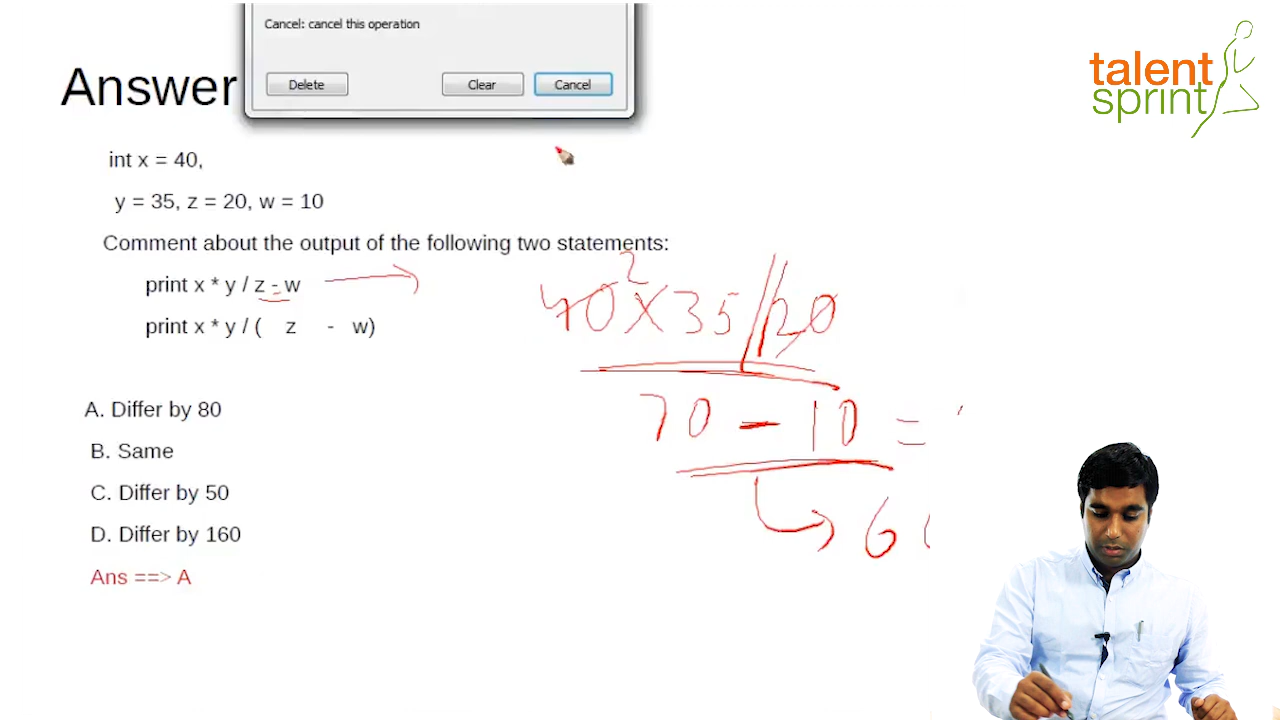 Cancel: cancel this operation
Delete Clear Cancel
Answer
talent
sprint
int x = 40,
y = 35, z = 20, w = 10
Comment about the output of the following two statements:
print x * y / z - w
print x * y / ( z - w)
40 2 x 35 / 20
70 - 10 =
A. Differ by 80
B. Same
C. Differ by 50
D. Differ by 160
Ans ==> A